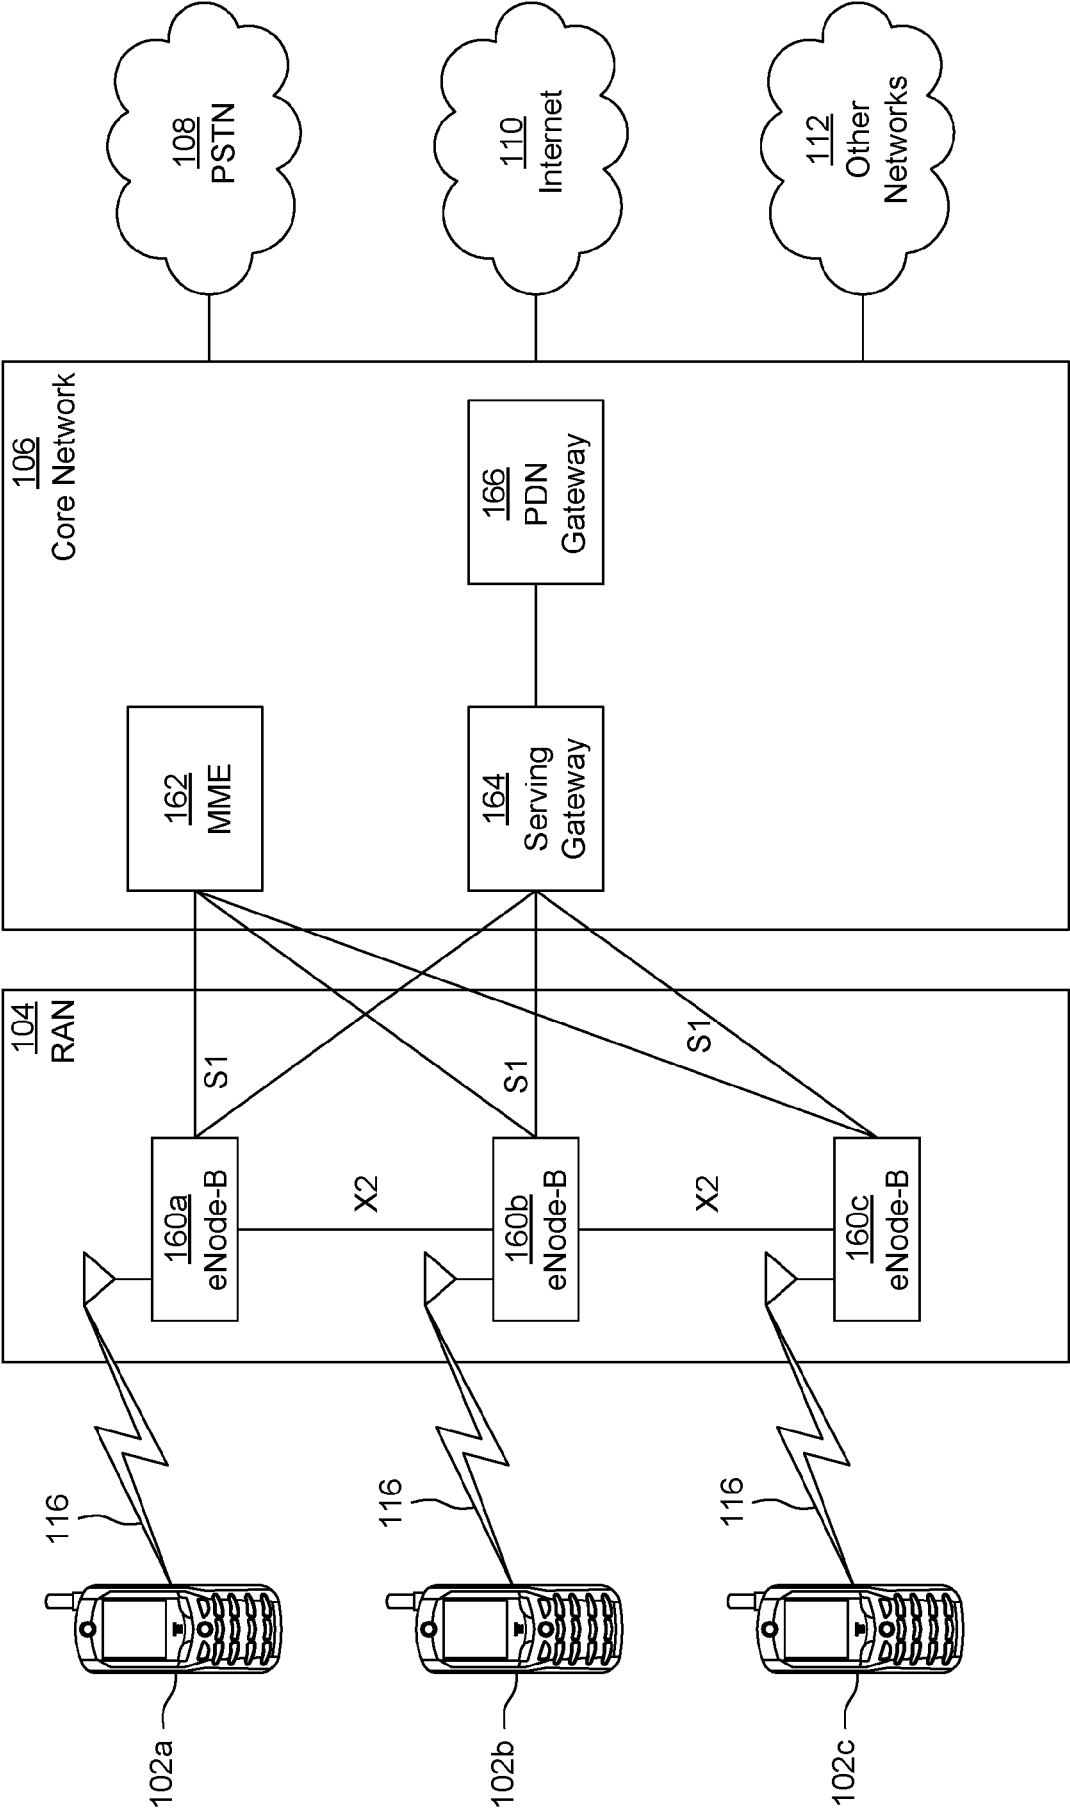 108
PSTN
110
Internet
112
Other
Networks
106
Core Network
166
PDN
Gateway
162
MME
164
Serving
Gateway
104
RAN
S1
S1
S1
160a
eNode-B
X2
160b
eNode-B
X2
160c
eNode-B
116
116
116
102a
102b
102c